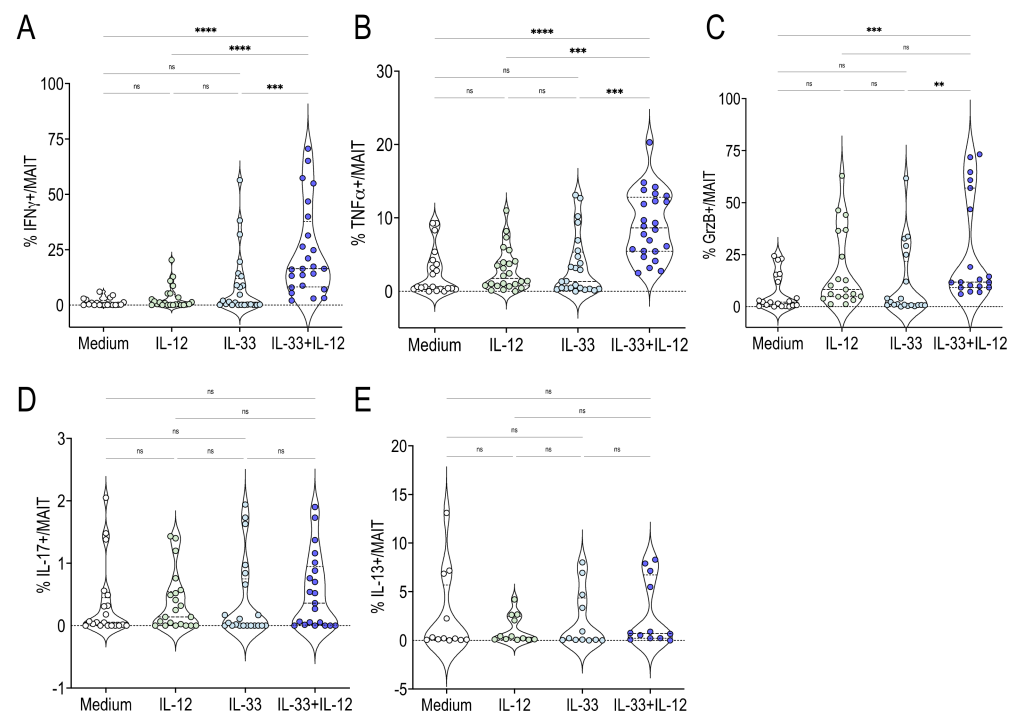 A
****
****
ns
ns
ns
***
100
75
50
25
0
% IFNγ+/MAIT
Medium
IL-12
IL-33
IL-33+IL-12
B
****
***
ns
ns
ns
***
30
20
10
0
% TNFα+/MAIT
Medium
IL-12
IL-33
IL-33+IL-12
C
***
ns
ns
ns
ns
**
100
75
50
25
0
% GrzB+/MAIT
Medium
IL-12
IL-33
IL-33+IL-12
D
ns
ns
ns
ns
ns
ns
3
2
1
0
-1
% IL-17+/MAIT
Medium
IL-12
IL-33
IL-33+IL-12
E
ns
ns
ns
ns
ns
ns
20
15
10
5
0
-5
% IL-13+/MAIT
Medium
IL-12
IL-33
IL-33+IL-12